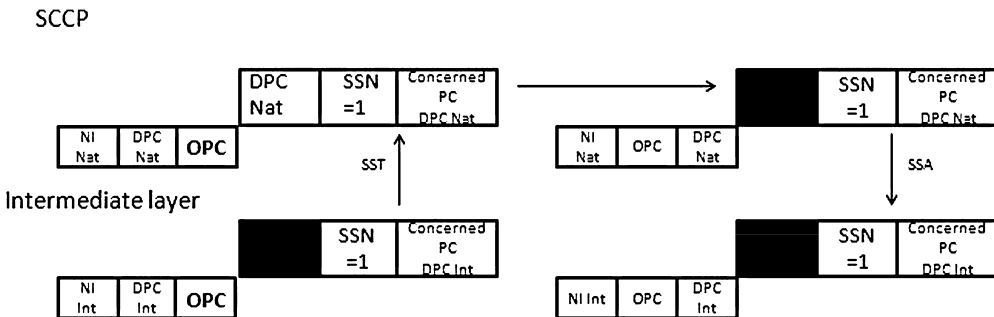 SCCP
DPC
Nat
SSN
=1
Concerned
PC
DPC Nat
NI
Nat
DPC
Nat
OPC
SST
SSN
=1
Concerned
PC
DPC Nat
NI
Nat
OPC
DPC
Nat
SSA
Intermediate layer
SSN
=1
Concerned
PC
DPC Int
NI
Int
DPC
Int
OPC
SSN
=1
Concerned
PC
DPC Int
NI Int
OPC
DPC
Int